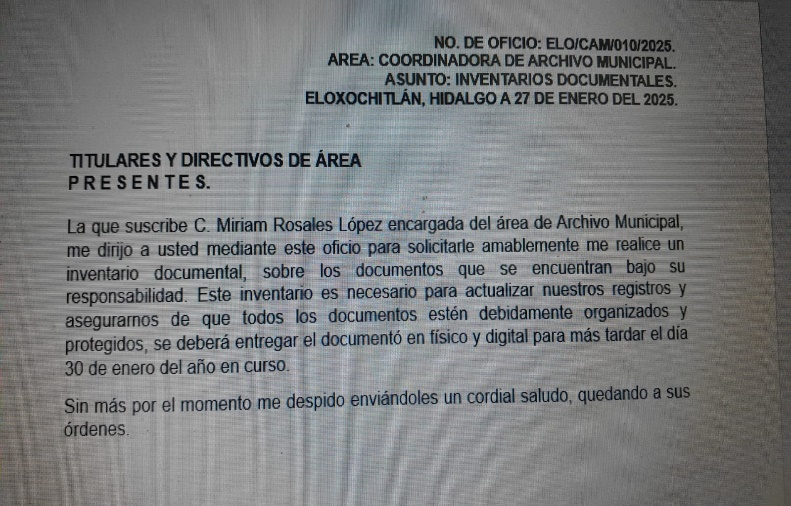 NO. DE OFICIO: ELO/CAM/010/2025.
AREA: COORDINADORA DE ARCHIVO MUNICIPAL.
ASUNTO: INVENTARIOS DOCUMENTALES.
ELOXOCHITLÁN, HIDALGO A 27 DE ENERO DEL 2025.
TITULARES Y DIRECTIVOS DE ÁREA
P R E S E N T E S.
La que suscribe C. Miriam Rosales López encargada del área de Archivo Municipal,
me dirijo a usted mediante este oficio para solicitarle amablemente me realice un
inventario documental, sobre los documentos que se encuentran bajo su
responsabilidad. Este inventario es necesario para actualizar nuestros registros y
asegurarnos de que todos los documentos estén debidamente organizados y
protegidos, se deberá entregar el documentó en físico y digital para más tardar el día
30 de enero del año en curso.
Sin más por el momento me despido enviándoles un cordial saludo, quedando a sus
órdenes.